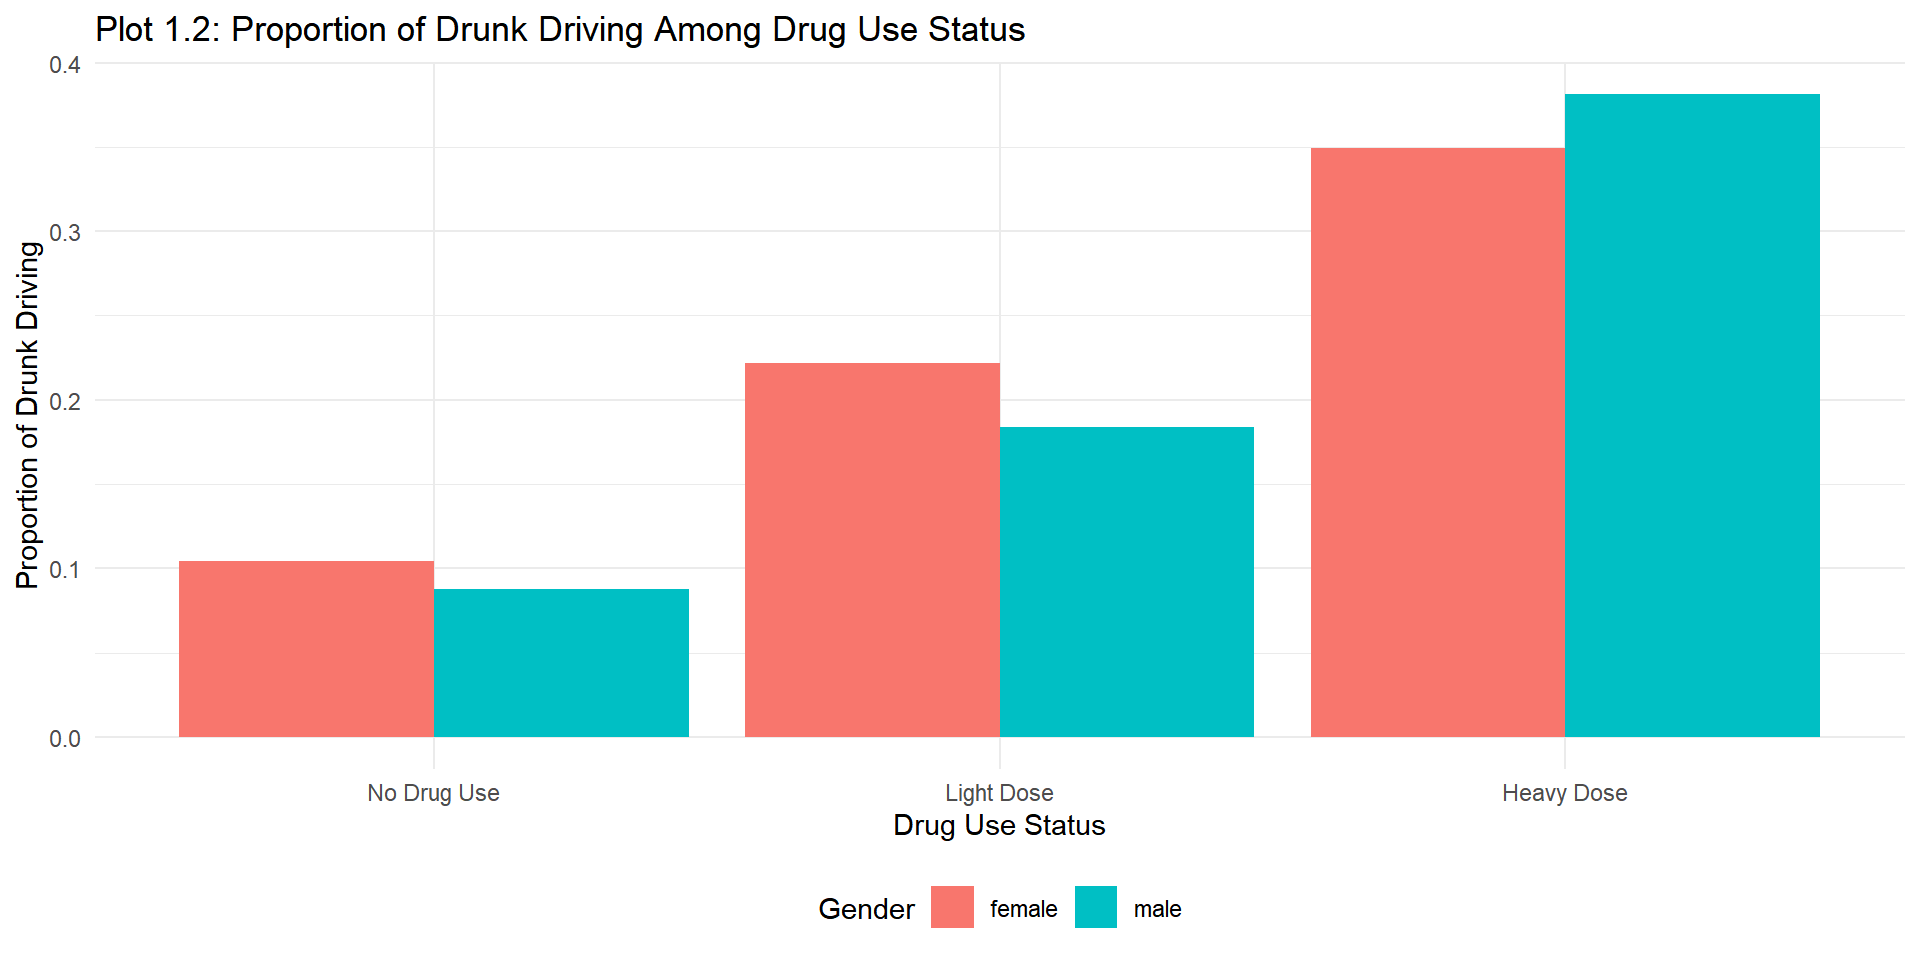 Plot 1.2: Proportion of Drunk Driving Among Drug Use Status
Proportion of Drunk Driving
0.4
0.3
0.2
0.1
0.0
No Drug Use Light Dose Heavy Dose
Drug Use Status
Gender female male